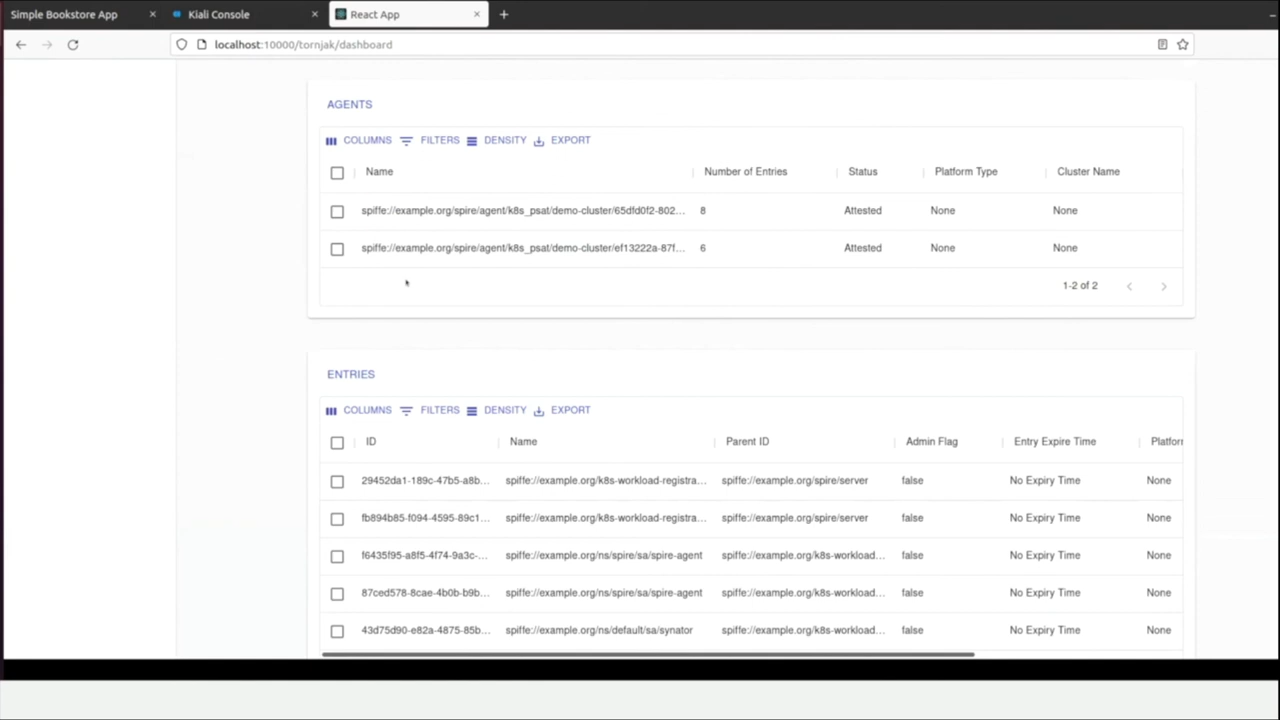 Simple Bookstore App
Kiali Console
React App
localhost:10000/tornjak/dashboard
AGENTS
COLUMNS FILTERS DENSITY EXPORT
Name Number of Entries Status Platform Type Cluster Name
spiffe://example.org/spire/agent/k8s_psat/demo-cluster/65dfd0f2-802... 8 Attested None None
spiffe://example.org/spire/agent/k8s_psat/demo-cluster/ef13222a-87f... 6 Attested None None
1-2 of 2
ENTRIES
COLUMNS FILTERS DENSITY EXPORT
ID Name Parent ID Admin Flag Entry Expire Time Platforr
29452da1-189c-47b5-a8b... spiffe://example.org/k8s-workload-registra... spiffe://example.org/spire/server false No Expiry Time None
fb894b85-f094-4595-89c1... spiffe://example.org/k8s-workload-registra... spiffe://example.org/spire/server false No Expiry Time None
f6435f95-a8f5-4f74-9a3c-... spiffe://example.org/ns/spire/sa/spire-agent spiffe://example.org/k8s-workload... false No Expiry Time None
87ced578-8cae-4b0b-b9b... spiffe://example.org/ns/spire/sa/spire-agent spiffe://example.org/k8s-workload... false No Expiry Time None
43d75d90-e82a-4875-85b... spiffe://example.org/ns/default/sa/synator spiffe://example.org/k8s-workload... false No Expiry Time None